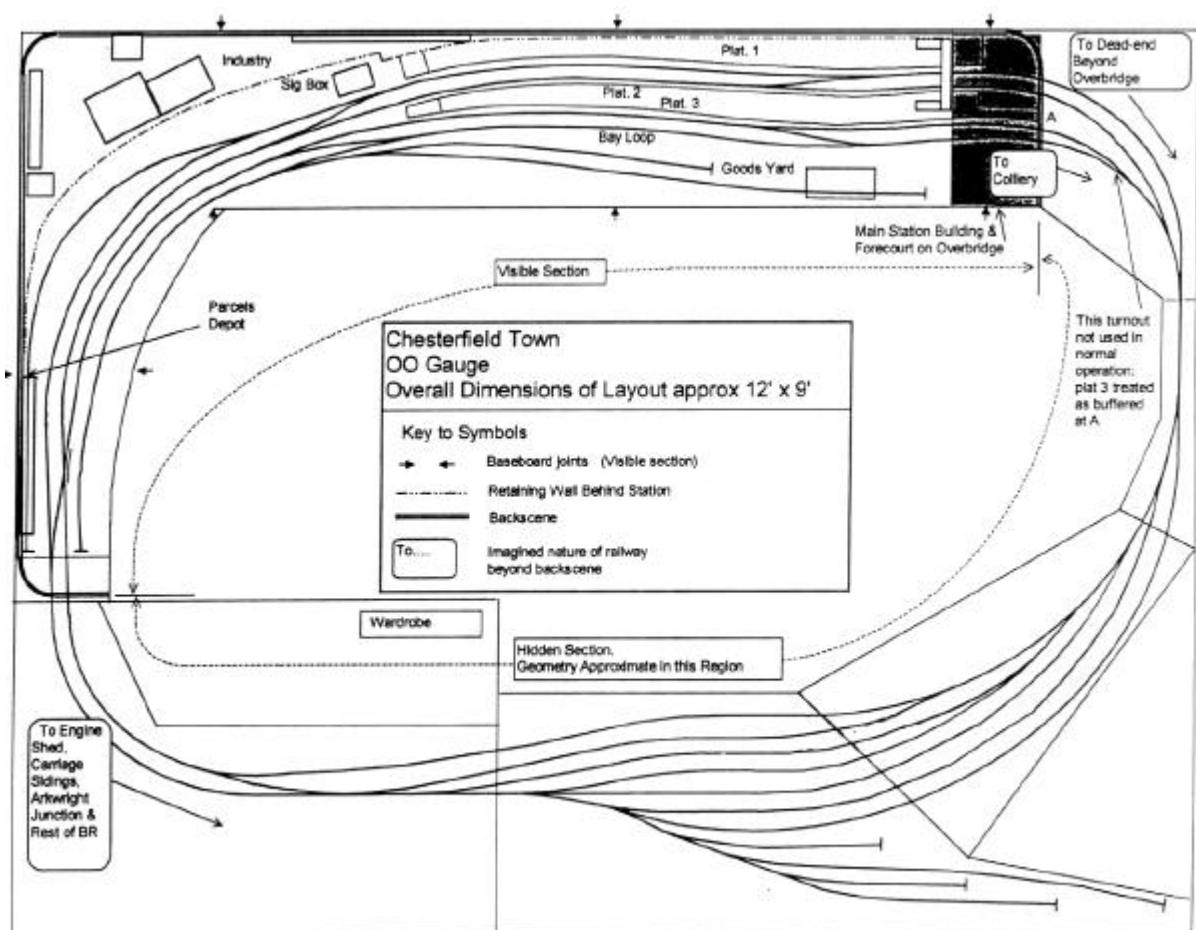 Industry
Sig Box
Plat. 1
Plat. 2
Plat. 3
Bay Loop
Goods Yard
To Dead-end
Beyond
Overbridge
A
To
Colliery
Main Station Building &
Forecourt on Overbridge
Visible Section
Parcels
Depot
This turnout
not used in
normal
operation:
plat 3 treated
as buffered
at A
Chesterfield Town
OO Gauge
Overall Dimensions of Layout approx 12' x 9'
Key to Symbols
Baseboard joints (Visible section)
Retaining Wall Behind Station
Backscene
To....
Imagined nature of railway
beyond backscene
Wardrobe
Hidden Section.
Geometry Approximate in this Region
To Engine
Shed,
Carriage
Sidings,
Arkwright
Junction &
Rest of BR